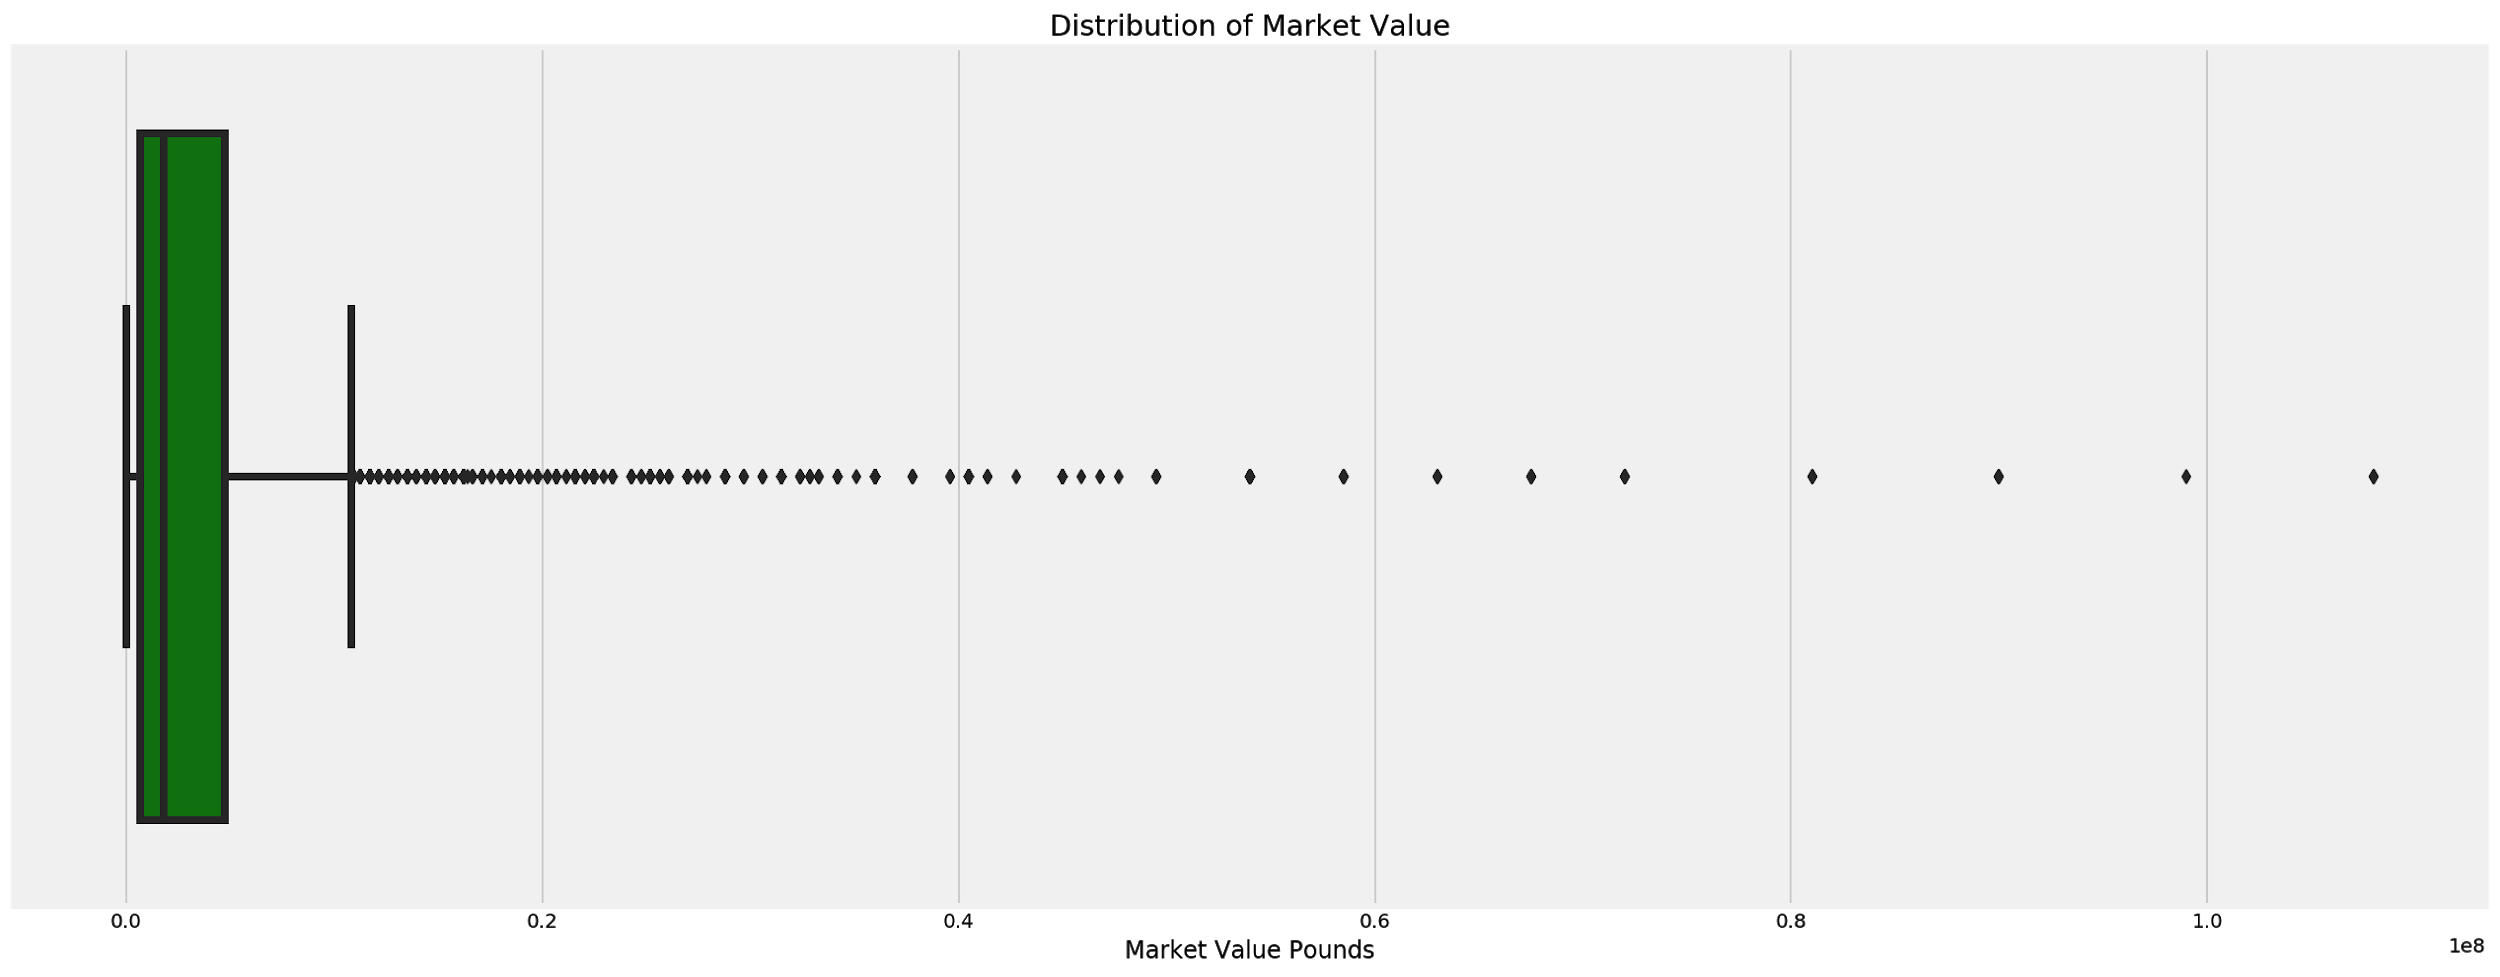 Distribution of Market Value
0.0 0.2 0.4 0.6 0.8 1.0
1e8
Market Value Pounds